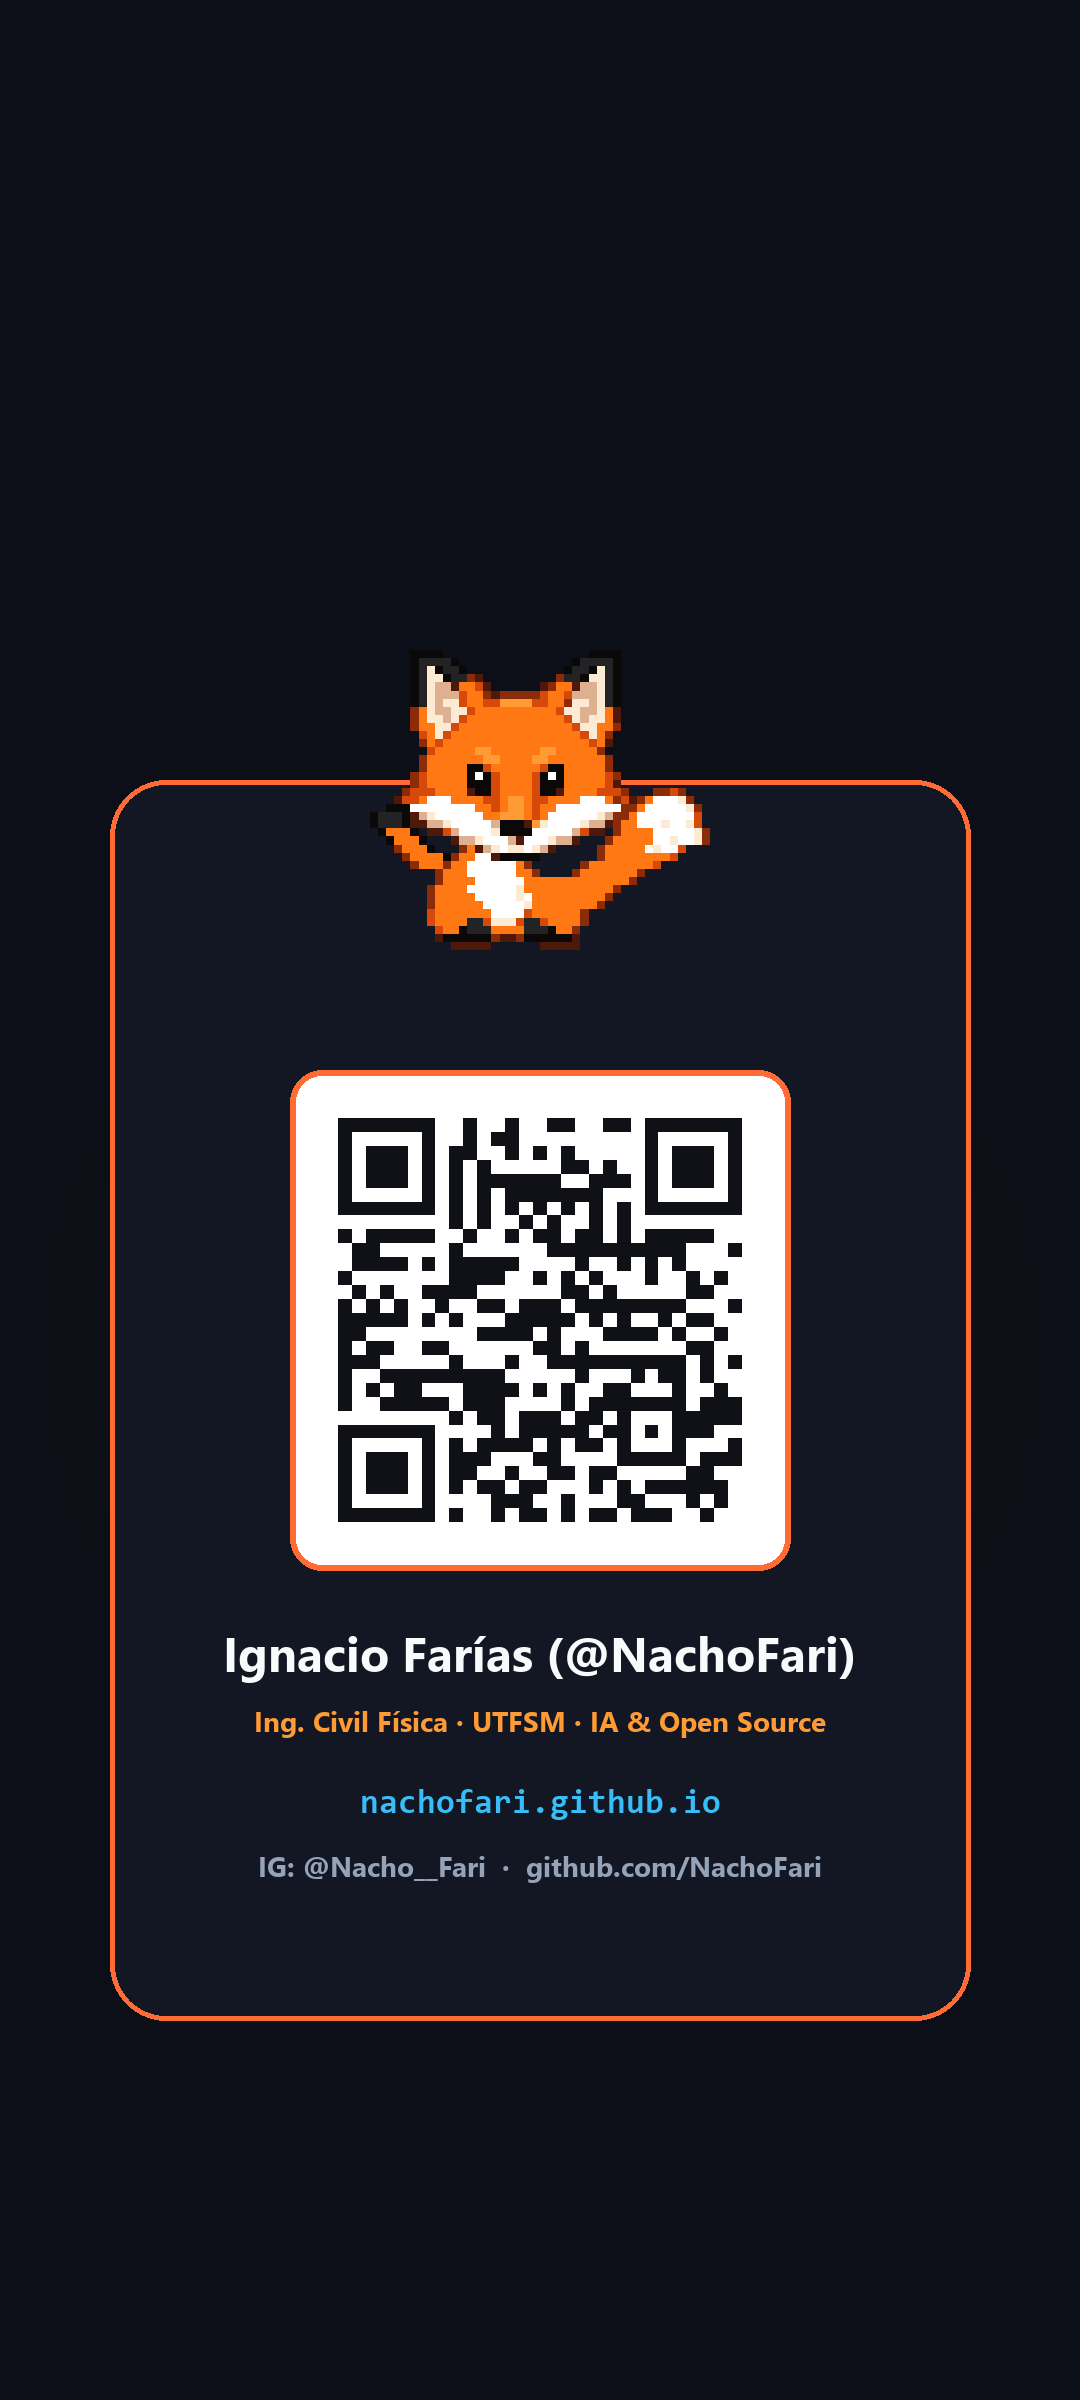 Ignacio Farías (@NachoFari)
Ing. Civil Física · UTFSM · IA & Open Source
nachofari.github.io
IG: @Nacho__Fari · github.com/NachoFari